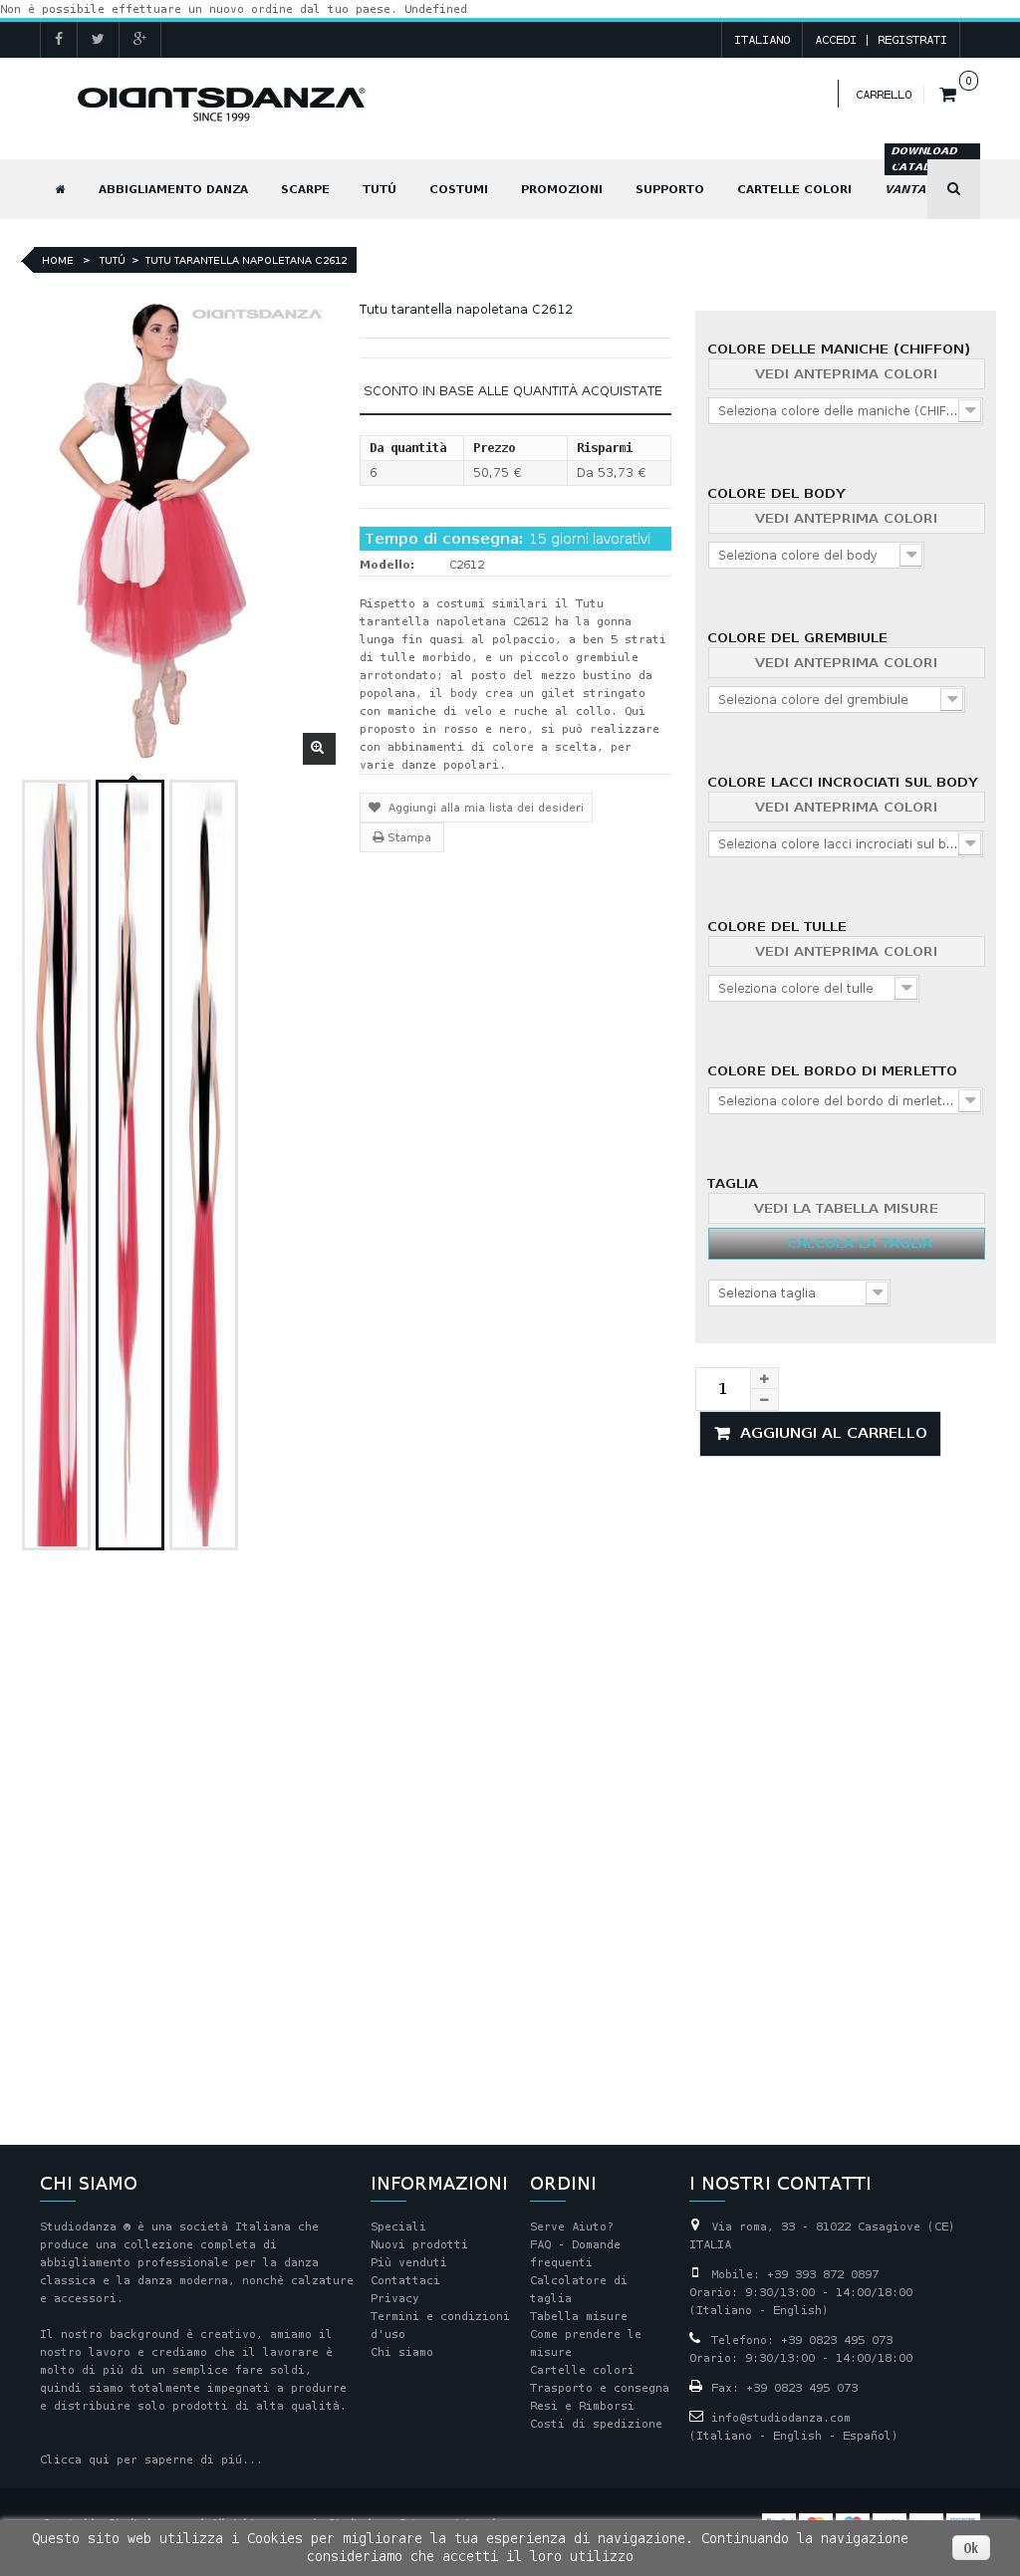 Non è possibile effettuare un nuovo ordine dal tuo paese. Undefined
ITALIANO
ACCEDI | REGISTRATI
SINCE 1999
CARRELLO
0
DOWNLOAD
ABBIGLIAMENTO DANZA
SCARPE
TUTÚ
COSTUMI
PROMOZIONI
SUPPORTO
CARTELLE COLORI
HOME > TUTÚ > TUTU TARANTELLA NAPOLETANA C2612
Tutu tarantella napoletana C2612
SCONTO IN BASE ALLE QUANTITÀ ACQUISTATE
Da quantità Prezzo Risparmi
6 50,75 € Da 53,73 €
Tempo di consegna: 15 giorni lavorativi
Modello: C2612
Rispetto a costumi similari il Tutu
tarantella napoletana C2612 ha la gonna
lunga fin quasi al polpaccio, a ben 5 strati
di tulle morbido, e un piccolo grembiule
arrotondato; al posto del mezzo bustino da
popolana, il body crea un gilet stringato
con maniche di velo e ruche al collo. Qui
proposto in rosso e nero, si può realizzare
con abbinamenti di colore a scelta, per
varie danze popolari.
Aggiungi alla mia lista dei desideri
Stampa
COLORE DELLE MANICHE (CHIFFON)
VEDI ANTEPRIMA COLORI
Seleziona colore delle maniche (CHIF...
COLORE DEL BODY
VEDI ANTEPRIMA COLORI
Seleziona colore del body
COLORE DEL GREMBIULE
VEDI ANTEPRIMA COLORI
Seleziona colore del grembiule
COLORE LACCI INCROCIATI SUL BODY
VEDI ANTEPRIMA COLORI
Seleziona colore lacci incrociati sul b...
COLORE DEL TULLE
VEDI ANTEPRIMA COLORI
Seleziona colore del tulle
COLORE DEL BORDO DI MERLETTO
Seleziona colore del bordo di merlet...
TAGLIA
VEDI LA TABELLA MISURE
CALCOLA LA TAGLIA
Seleziona taglia
1
AGGIUNGI AL CARRELLO
CHI SIAMO
Studiodanza ® è una società Italiana che
produce una collezione completa di
abbigliamento professionale per la danza
classica e la danza moderna, nonchè calzature
e accessori.
Il nostro background è creativo, amiamo il
nostro lavoro e crediamo che il lavorare è
molto di più di un semplice fare soldi,
quindi siamo totalmente impegnati a produrre
e distribuire solo prodotti di alta qualità.
Clicca qui per saperne di piú...
INFORMAZIONI
Speciali
Nuovi prodotti
Più venduti
Contattaci
Privacy
Termini e condizioni
d'uso
Chi siamo
ORDINI
Serve Aiuto?
FAQ - Domande
frequenti
Calcolatore di
taglia
Tabella misure
Come prendere le
misure
Cartelle colori
Trasporto e consegna
Resi e Rimborsi
Costi di spedizione
I NOSTRI CONTATTI
Via roma, 33 - 81022 Casagiove (CE)
ITALIA
Mobile: +39 393 872 0897
Orario: 9:30/13:00 - 14:00/18:00
(Italiano - English)
Telefono: +39 0823 495 073
Orario: 9:30/13:00 - 14:00/18:00
Fax: +39 0823 495 073
info@studiodanza.com
(Italiano - English - Español)
Questo sito web utilizza i Cookies per migliorare la tua esperienza di navigazione. Continuando la navigazione
consideriamo che accetti il loro utilizzo
Ok